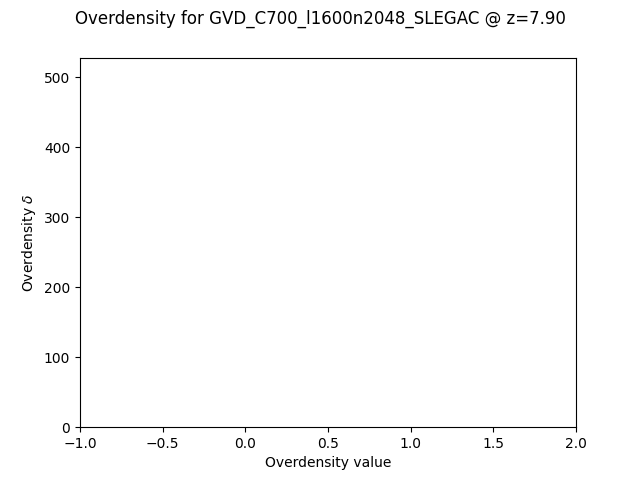 Overdensity for GVD_C700_l1600n2048_SLEGAC @ z=7.90
500
400
300
200
100
0
Overdensity δ
−1.0 −0.5 0.0 0.5 1.0 1.5 2.0
Overdensity value